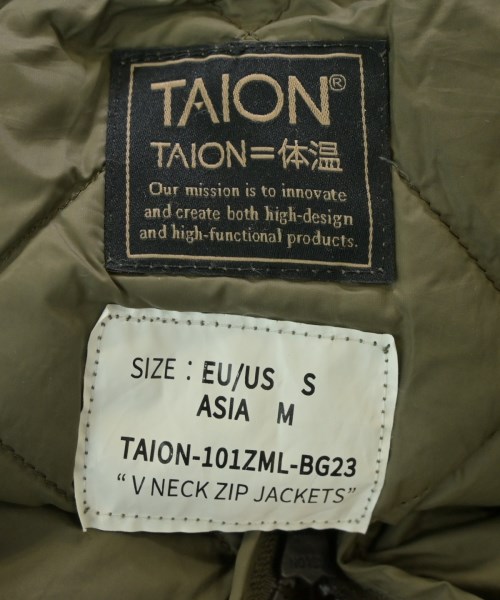 TAION®
TAION=体温
Our mission is to innovate
and create both high-design
and high-functional products.
SIZE : EU/US S
ASIA M
TAION-101ZML-BG23
“V NECK ZIP JACKETS”